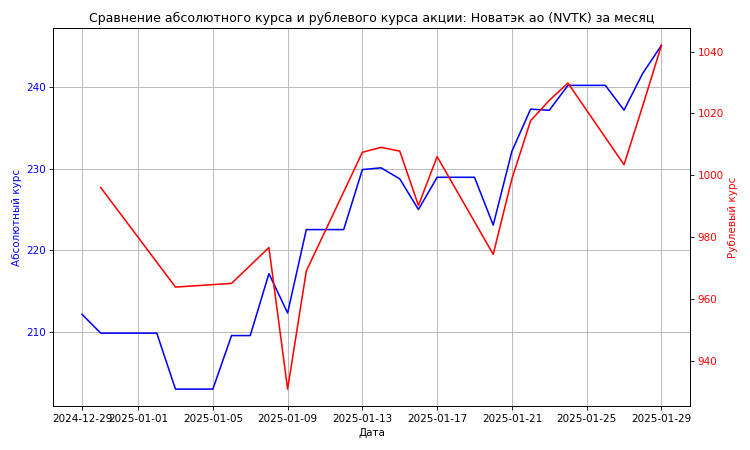 Сравнение абсолютного курса и рублевого курса акции: Новатэк ао (NVTK) за месяц
Абсолютный курс
240
230
220
210
1040
1020
1000
980
960
940
Рублевый курс
2024-12-29 2025-01-01 2025-01-05 2025-01-09 2025-01-13 2025-01-17 2025-01-21 2025-01-25 2025-01-29
Дата